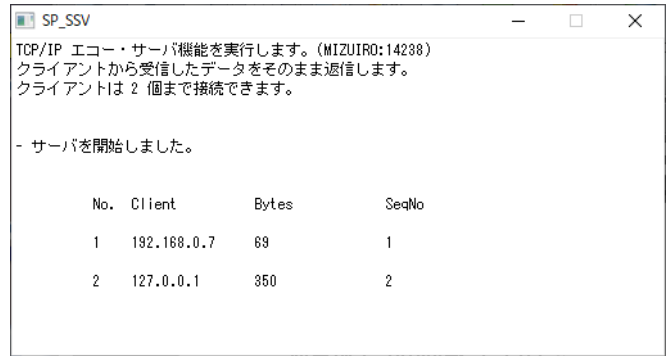 SP_SSV
TCP/IP エコー・サーバ機能を実行します。(MIZUIRO:14238)
クライアントから受信したデータをそのまま返信します。
クライアントは 2 個まで接続できます。
- サーバを開始しました。
No. Client Bytes SeqNo
1 192.168.0.7 69 1
2 127.0.0.1 350 2